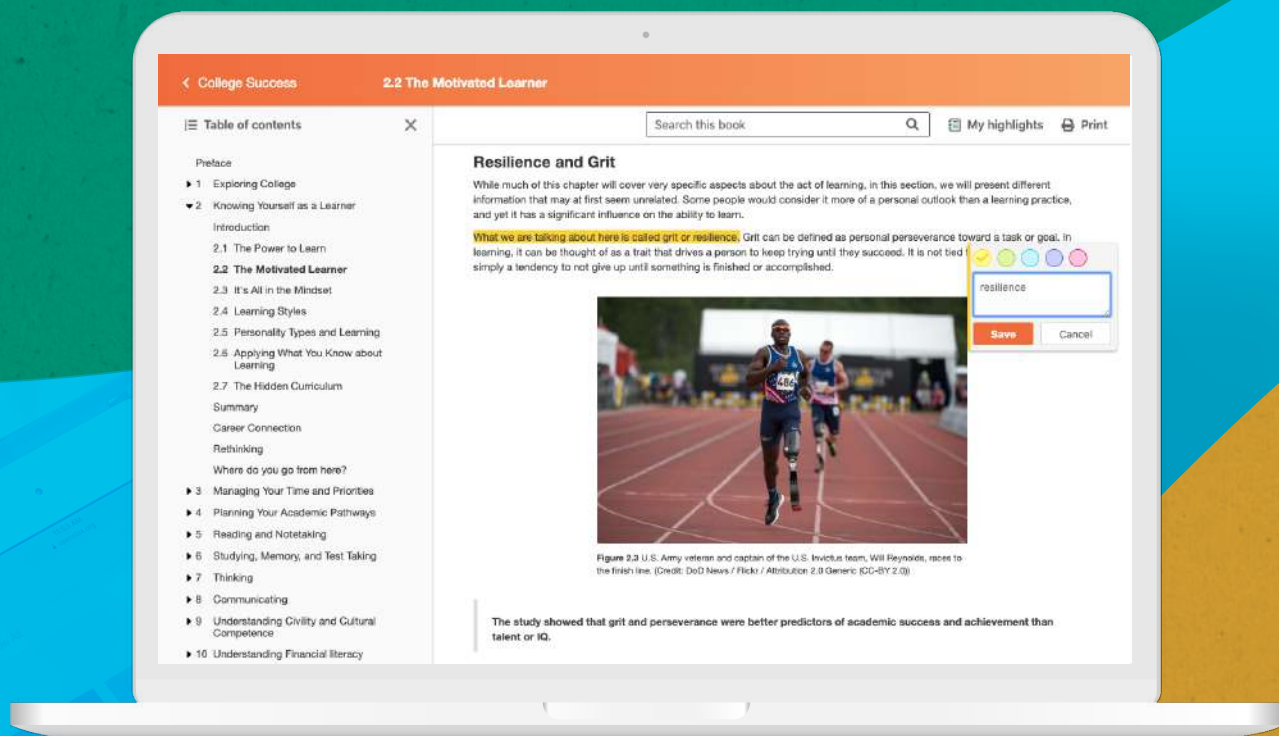 College Success
2.2 The Motivated Learner
Table of contents
Search this book
My highlights
Print
Preface
1 Exploring College
2 Knowing Yourself as a Learner
Introduction
2.1 The Power to Learn
2.2 The Motivated Learner
2.3 It's All in the Mindset
2.4 Learning Styles
2.5 Personality Types and Learning
2.6 Applying What You Know about
Learning
2.7 The Hidden Curriculum
Summary
Career Connection
Rethinking
Where do you go from here?
3 Managing Your Time and Priorities
4 Planning Your Academic Pathways
5 Reading and Notetaking
6 Studying, Memory, and Test Taking
7 Thinking
8 Communicating
9 Understanding Civility and Cultural
Competence
10 Understanding Financial literacy
Resilience and Grit
While much of this chapter will cover very specific aspects about the act of learning, in this section, we will present different
information that may at first seem unrelated. Some people would consider it more of a personal outlook than a learning practice,
and yet it has a significant influence on the ability to learn.
What we are talking about here is called grit or resilience. Grit can be defined as personal perseverance toward a task or goal. In
learning, it can be thought of as a trait that drives a person to keep trying until they succeed. It is not tied
simply a tendency to not give up until something is finished or accomplished.
resilience
Save
Cancel
486
Figure 2.3 U.S. Army veteran and captain of the U.S. Invictus team, Will Reynolds, races to
the finish line. (Credit: DoD News / Flickr / Attribution 2.0 Generic (CC-BY 2.0))
The study showed that grit and perseverance were better predictors of academic success and achievement than
talent or IQ.